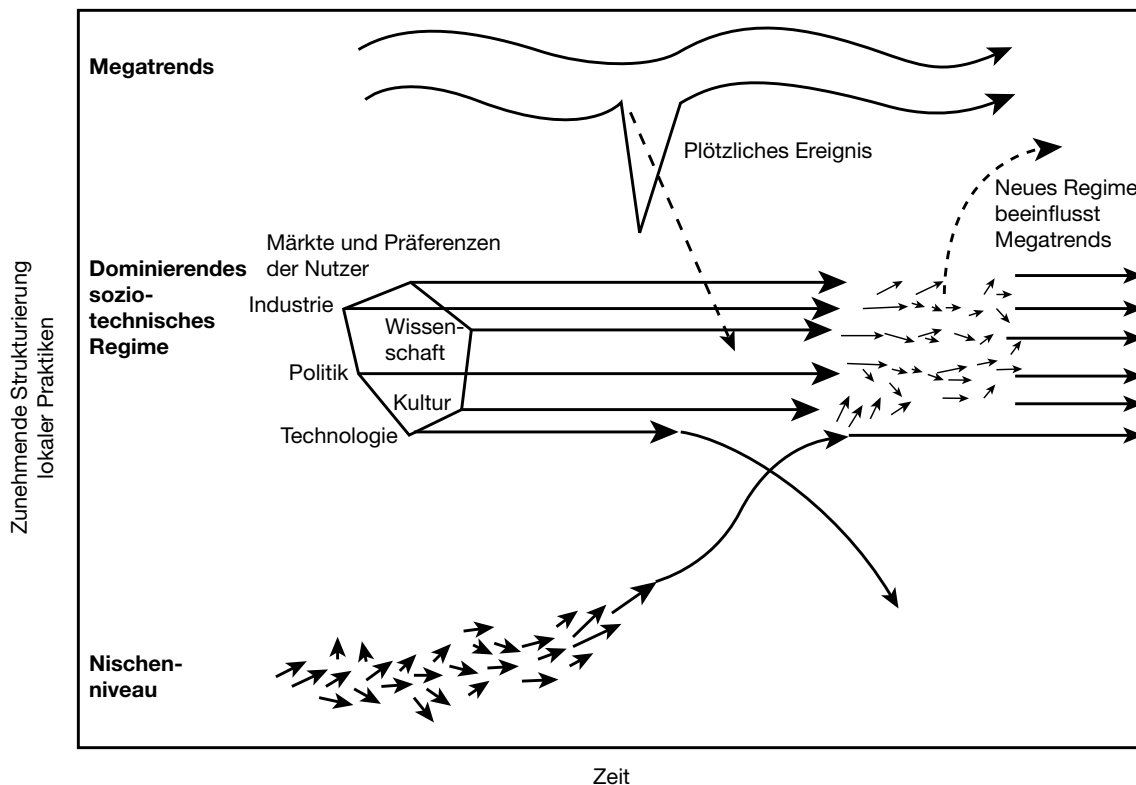 Megatrends
Plötzliches Ereignis
Neues Regime
beeinflusst
Megatrends
Märkte und Präferenzen
der Nutzer
Dominierendes
sozio-
technisches
Regime
Industrie
Wissen-
schaft
Politik
Kultur
Technologie
Zunehmende Strukturierung
lokaler Praktiken
Nischen-
niveau
Zeit